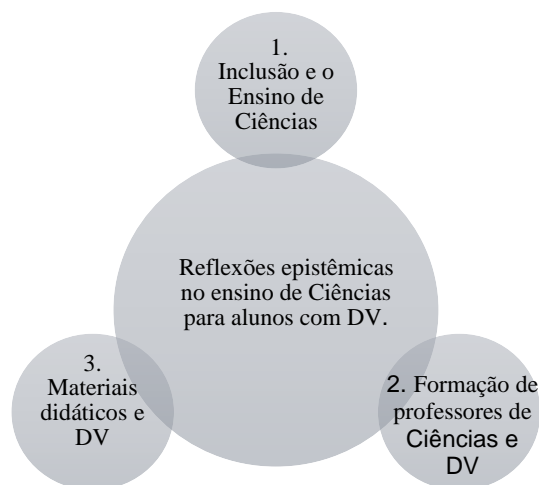 1.
Inclusão e o
Ensino de
Ciências
Reflexões epistêmicas
no ensino de Ciências
para alunos com DV.
3.
Materiais
didáticos e
DV
2. Formação de
professores de
Ciências e
DV